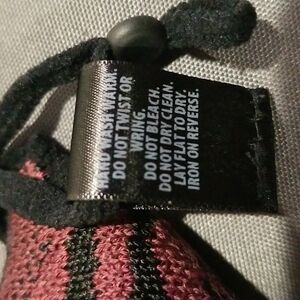 HAND WASH WARM.
DO NOT TWIST OR
WRING.
DO NOT BLEACH.
DO NOT DRY CLEAN.
LAY FLAT TO DRY.
IRON ON REVERSE.